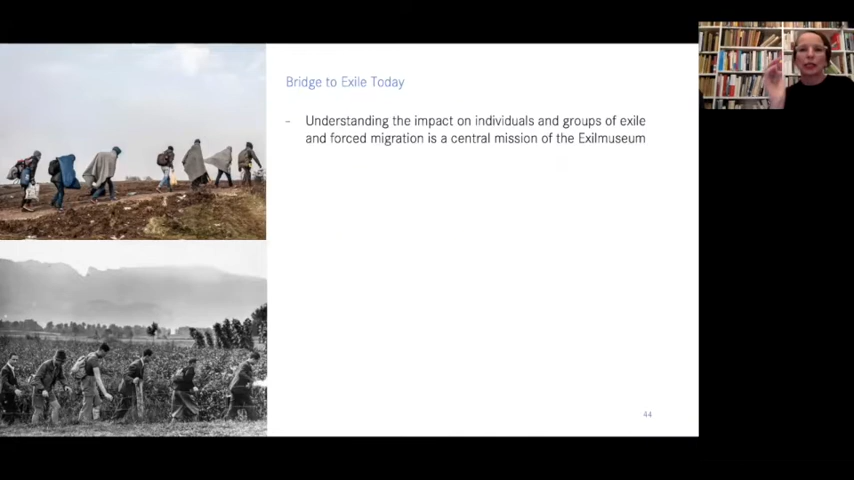 Bridge to Exile Today
- Understanding the impact on individuals and groups of exile
and forced migration is a central mission of the Exilmuseum
44